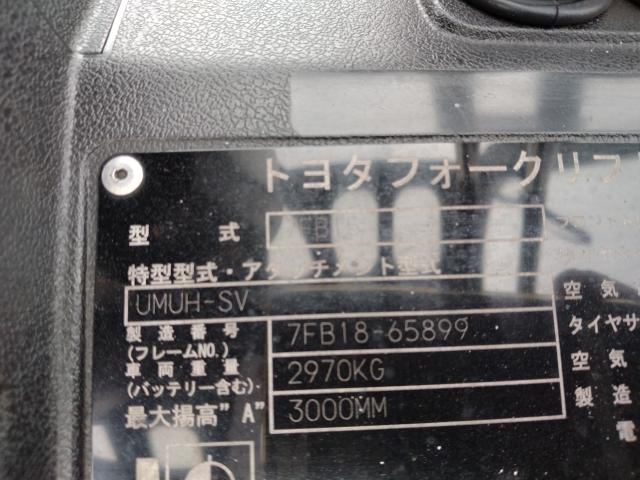 トヨタフォークリフト
型 式
特型型式・アタッチメント型式
UMUH-SV
製造番号 7FB18-65899
(フレームNO.)
車両重量 2970KG
(バッテリー含む)
最大揚高"A" 3000MM
空気
タイヤサ
空気
製造
電